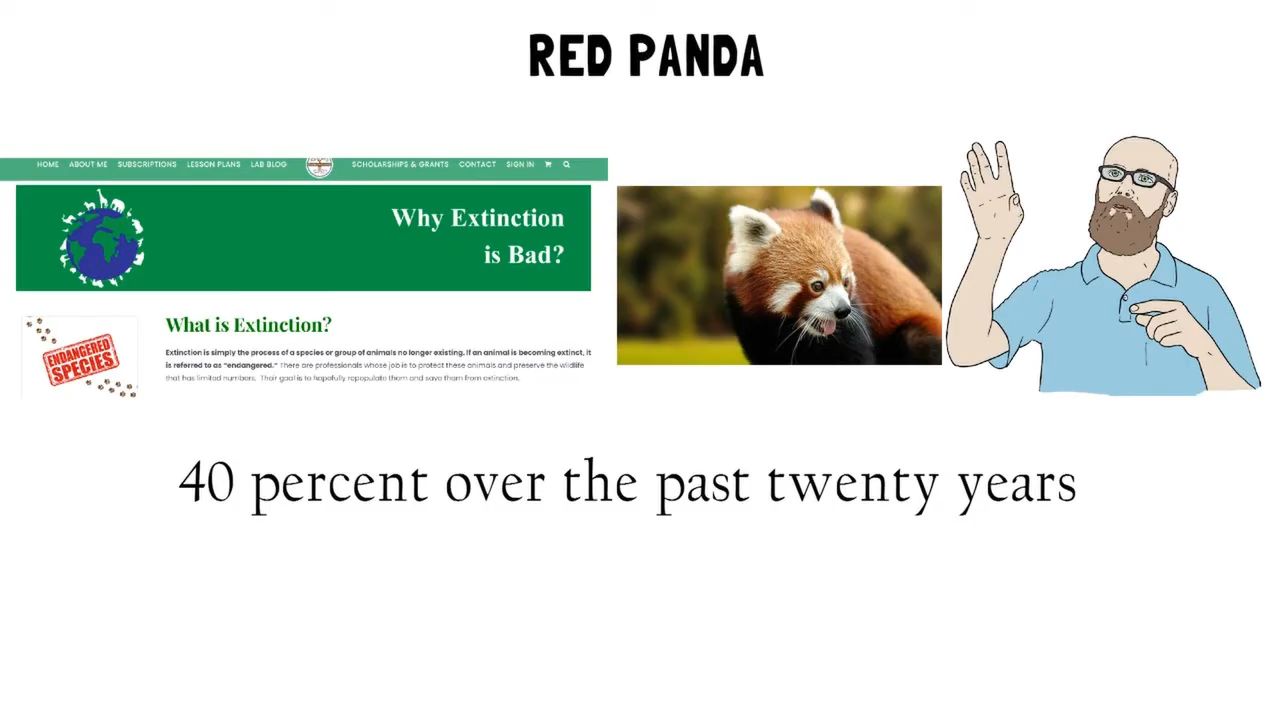 RED PANDA
HOME ABOUT ME SUBSCRIPTIONS LESSON PLANS LAB BLOG SCHOLARSHIPS & GRANTS CONTACT SIGN IN
Why Extinction
is Bad?
ENDANGERED
SPECIES
What is Extinction?
Extinction is simply the process of a species or group of animals no longer existing. If an animal is becoming extinct, it
is referred to as "endangered." There are professionals whose job is to protect these animals and preserve the wildlife
that has limited numbers. Their goal is to hopefully repopulate them and save them from extinction.
40 percent over the past twenty years